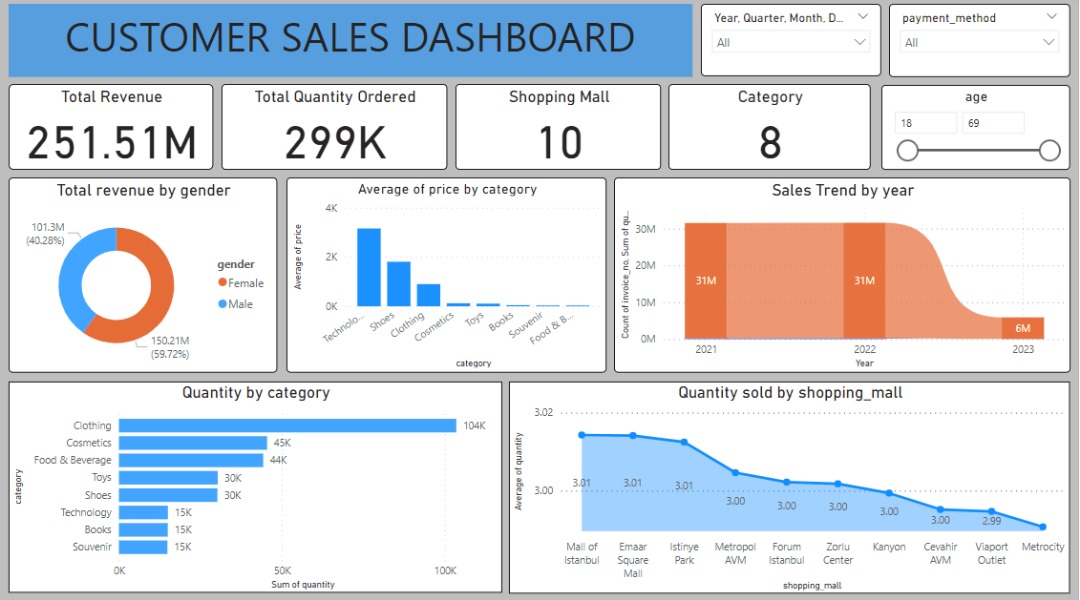 CUSTOMER SALES DASHBOARD
Year, Quarter, Month, D...
All
payment_method
All
Total Revenue
251.51M
Total Quantity Ordered
299K
Shopping Mall
10
Category
8
age
18
69
Total revenue by gender
101.3M
(40.28%)
150.21M
(59.72%)
gender
Female
Male
Average of price by category
Average of price
4K
2K
0K
Technolo...
Shoes
Clothing
Cosmetics
Toys
Books
Souvenir
Food & B...
category
Sales Trend by year
Count of invoice_no, Sum of qu...
30M
20M
10M
0M
31M
31M
6M
2021
2022
2023
Year
Quantity by category
category
Clothing
104K
Cosmetics
45K
Food & Beverage
44K
Toys
30K
Shoes
30K
Technology
15K
Books
15K
Souvenir
15K
0K
50K
100K
Sum of quantity
Quantity sold by shopping_mall
Average of quantity
3.02
3.00
3.01
3.01
3.01
3.00
3.00
3.00
3.00
3.00
2.99
Mall of
Istanbul
Emaar
Square
Mall
Istinye
Park
Metropol
AVM
Forum
Istanbul
Zorlu
Center
Kanyon
Cevahir
AVM
Viaport
Outlet
Metrocity
shopping_mall